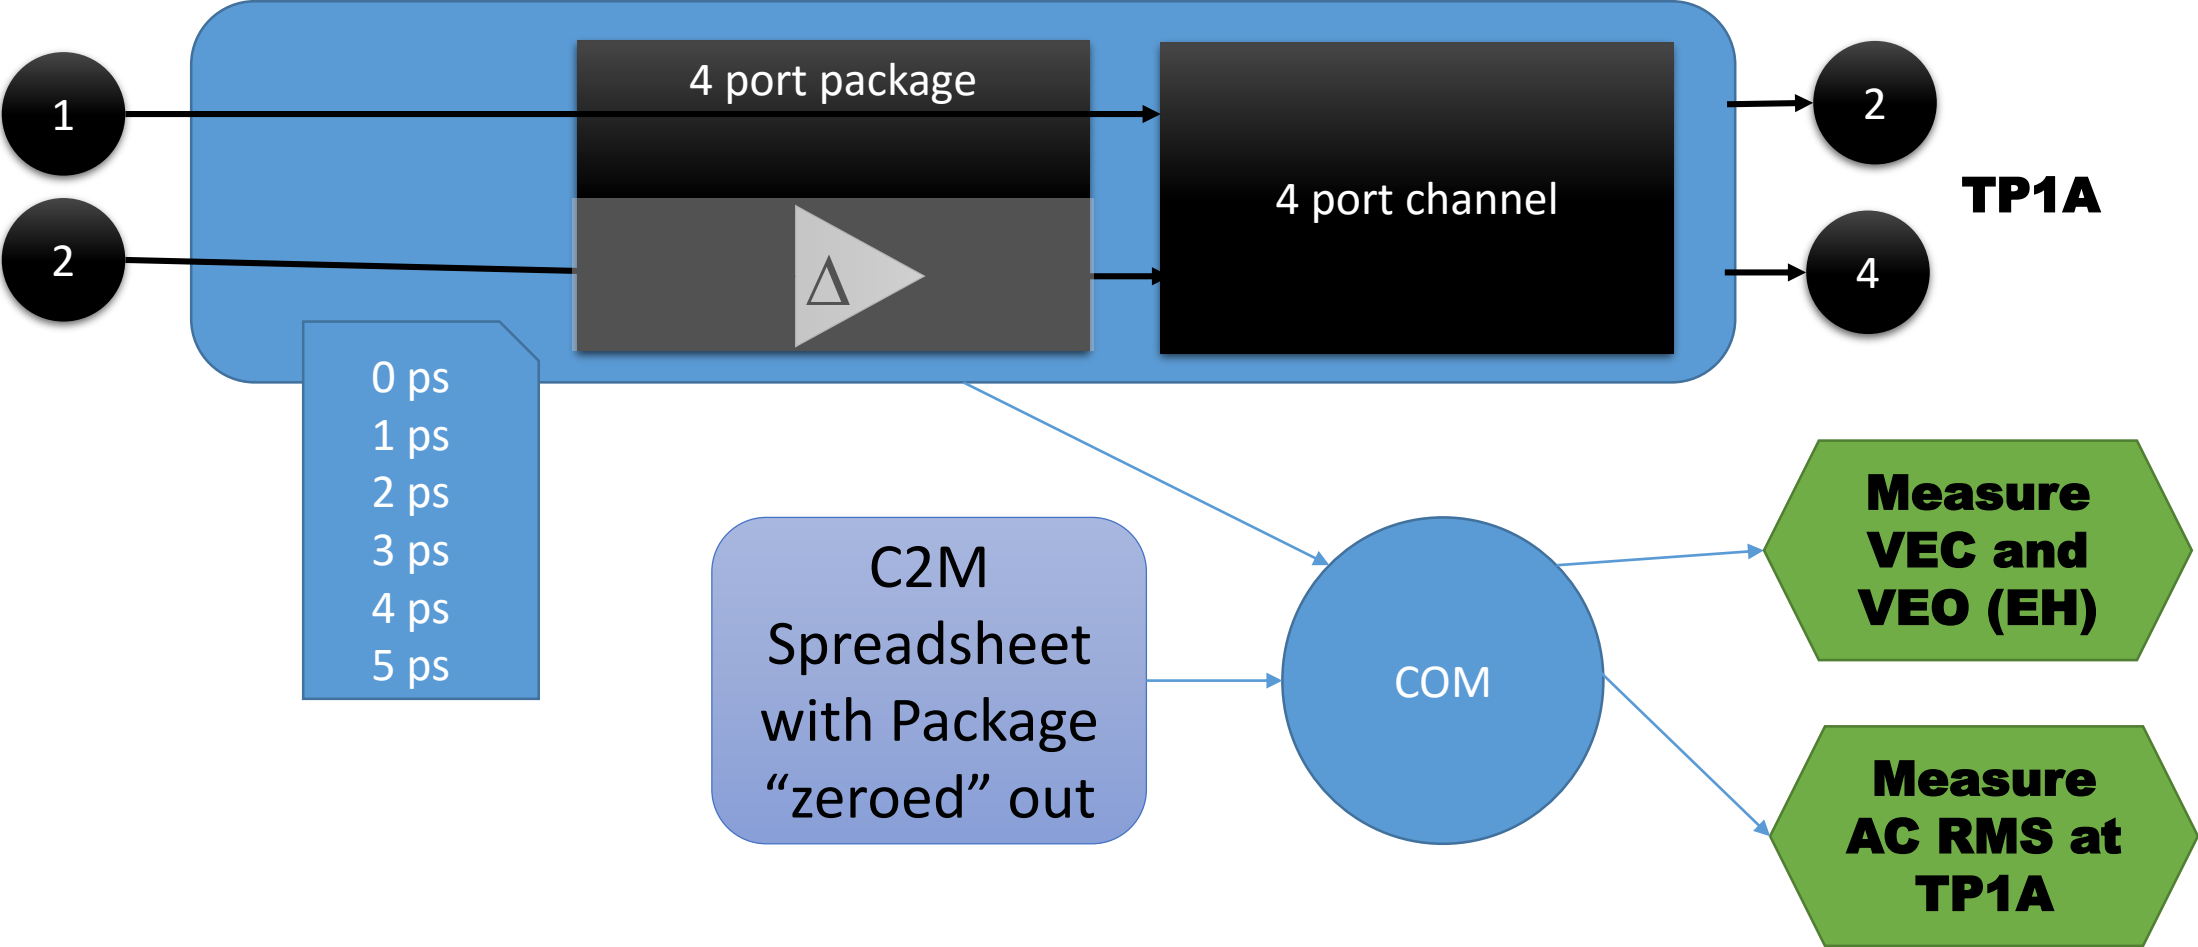 1
4 port package
2
TP1A
4 port channel
2
Δ
4
0 ps
1 ps
2 ps
3 ps
4 ps
5 ps
C2M
Spreadsheet
with Package
“zeroed” out
COM
Measure
VEC and
VEO (EH)
Measure
AC RMS at
TP1A